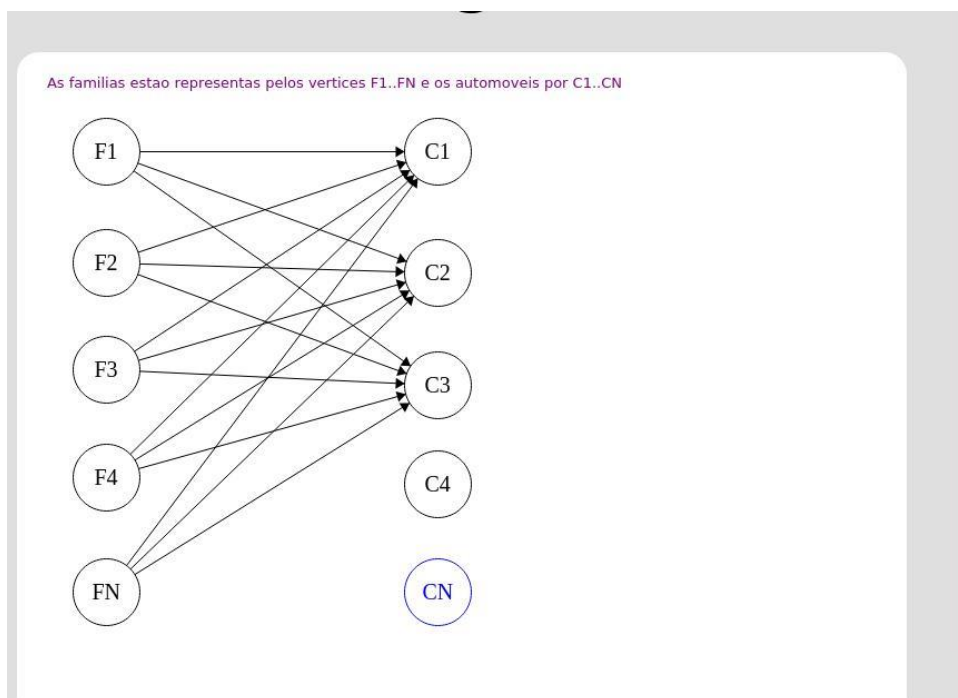 As familias estao representas pelos vertices F1..FN e os automoveis por C1..CN
F1
C1
F2
C2
F3
C3
F4
C4
FN
CN